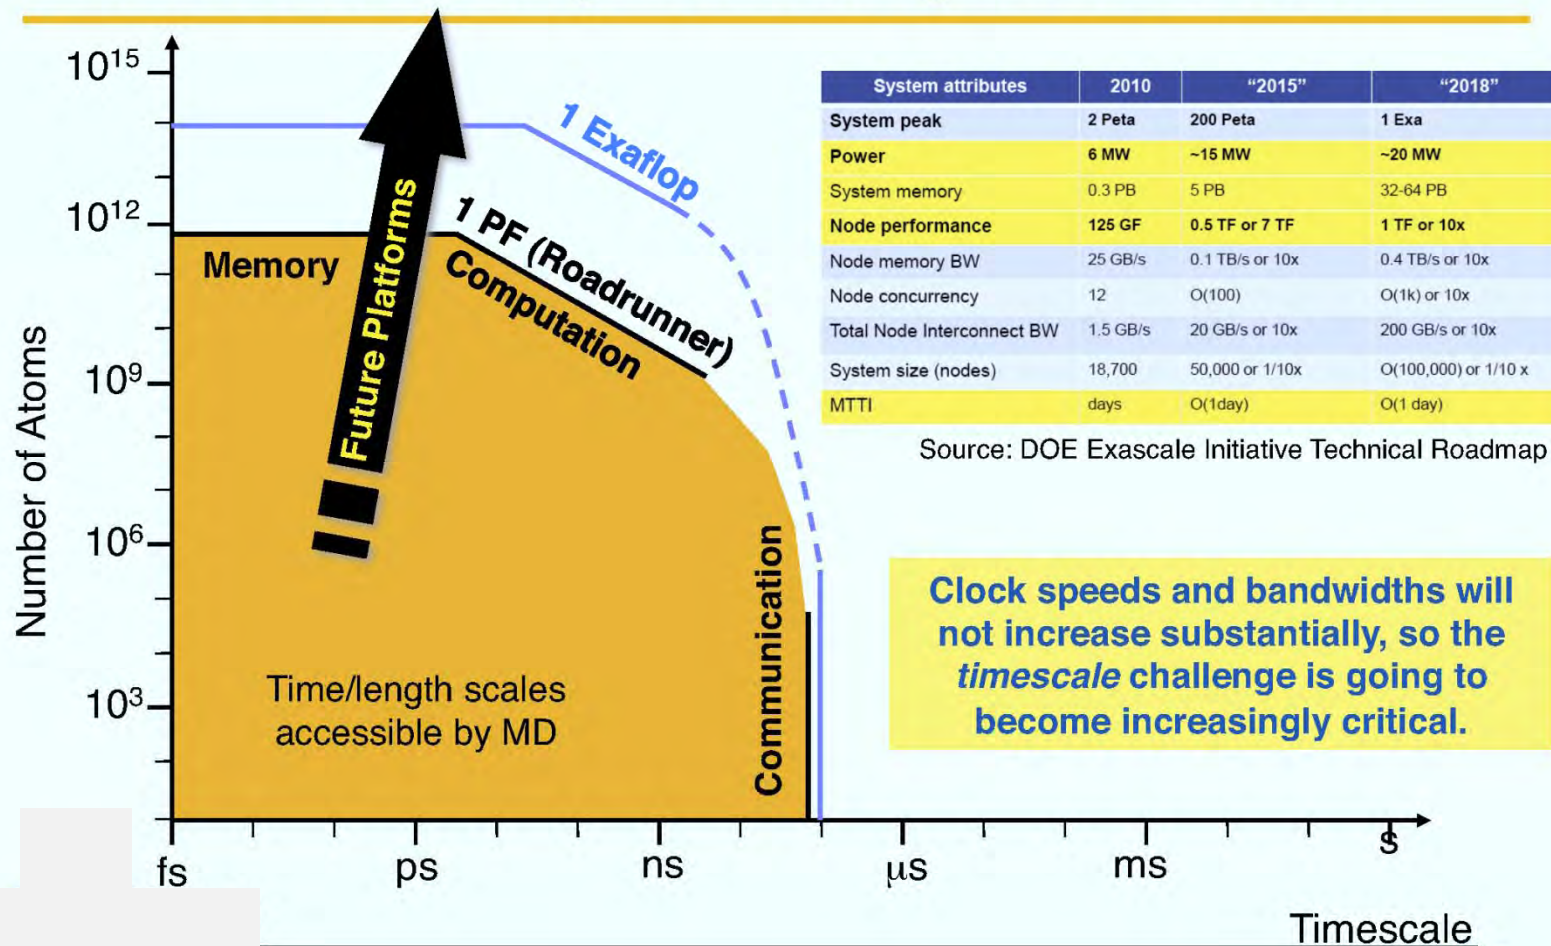 10¹⁵
10¹²
10⁹
10⁶
10³
Number of Atoms
Memory
Future Platforms
1 Exaflop
1 PF (Roadrunner)
Computation
Communication
Time/length scales
accessible by MD
fs ps ns μs ms s
Timescale
System attributes 2010 “2015” “2018”
System peak 2 Peta 200 Peta 1 Exa
Power 6 MW ~15 MW ~20 MW
System memory 0.3 PB 5 PB 32-64 PB
Node performance 125 GF 0.5 TF or 7 TF 1 TF or 10x
Node memory BW 25 GB/s 0.1 TB/s or 10x 0.4 TB/s or 10x
Node concurrency 12 O(100) O(1k) or 10x
Total Node Interconnect BW 1.5 GB/s 20 GB/s or 10x 200 GB/s or 10x
System size (nodes) 18,700 50,000 or 1/10x O(100,000) or 1/10 x
MTTI days O(1day) O(1 day)
Source: DOE Exascale Initiative Technical Roadmap
Clock speeds and bandwidths will
not increase substantially, so the
timescale challenge is going to
become increasingly critical.